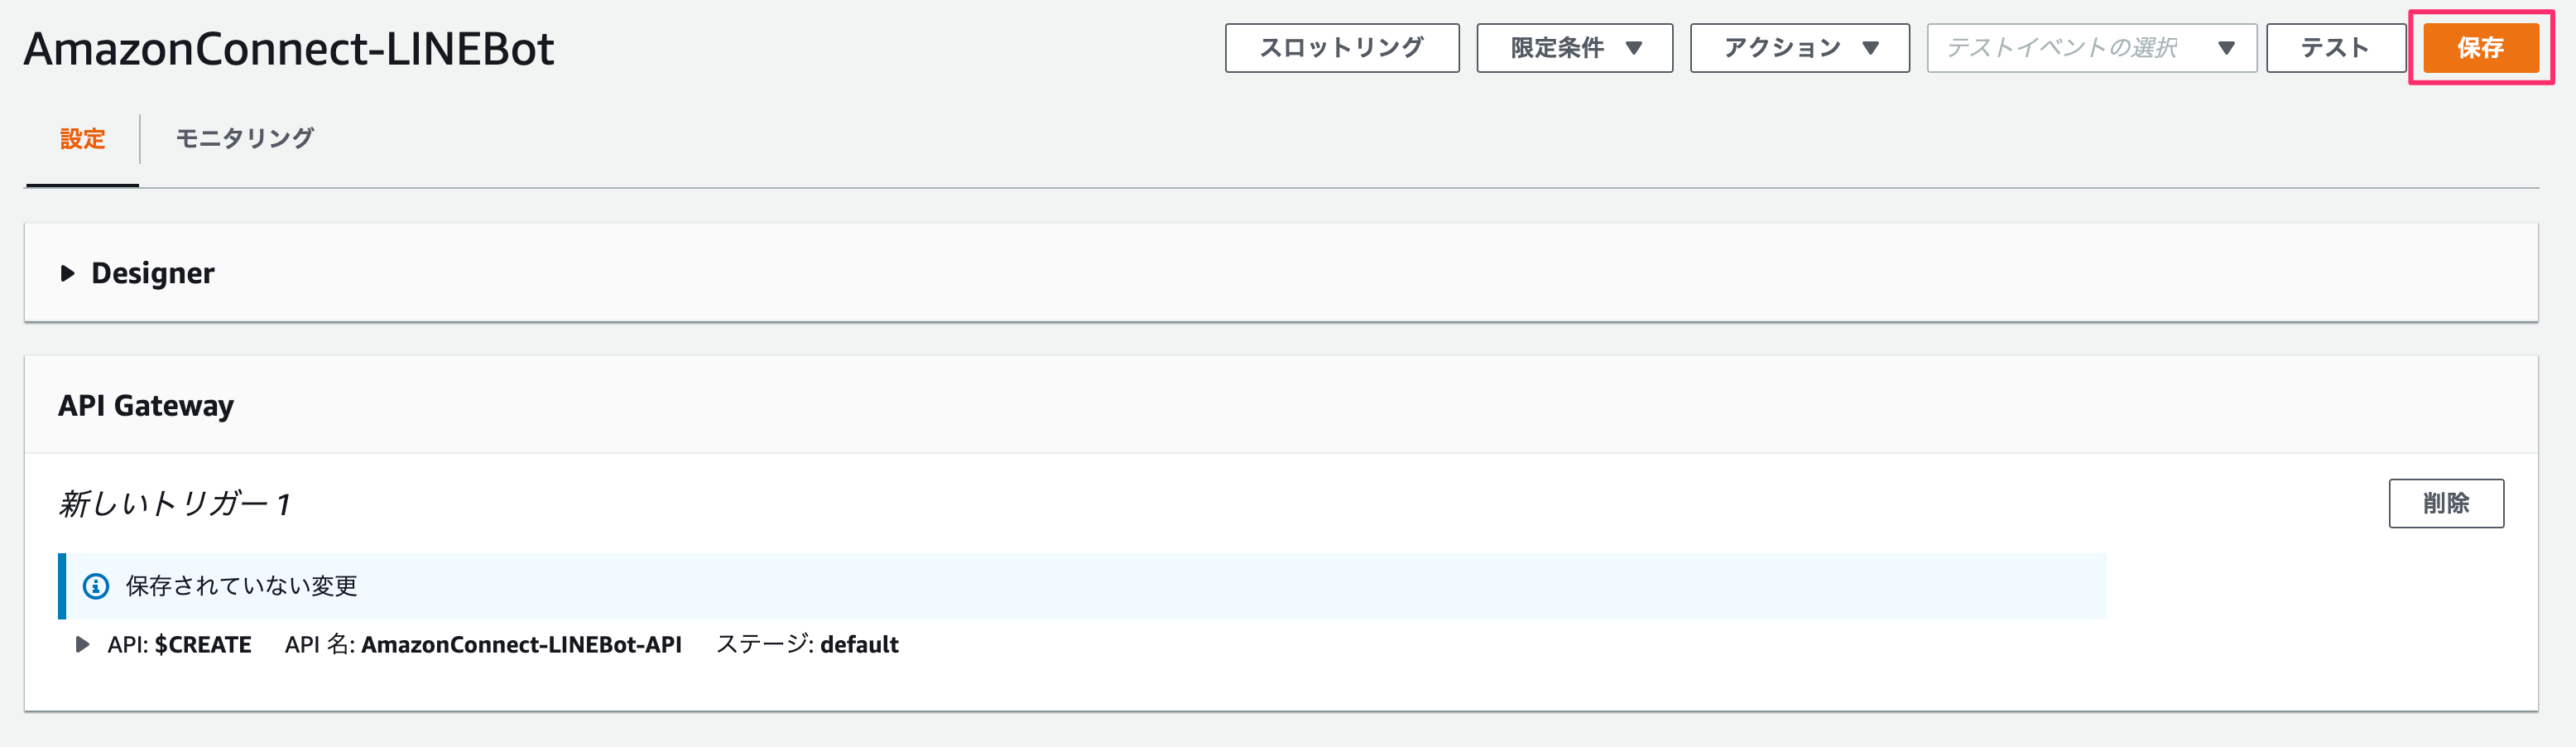 AmazonConnect-LINEBot
スロットリング 限定条件 アクション テストイベントの選択 テスト 保存
設定 モニタリング
Designer
API Gateway
新しいトリガー 1
削除
保存されていない変更
API: $CREATE API 名: AmazonConnect-LINEBot-API ステージ: default